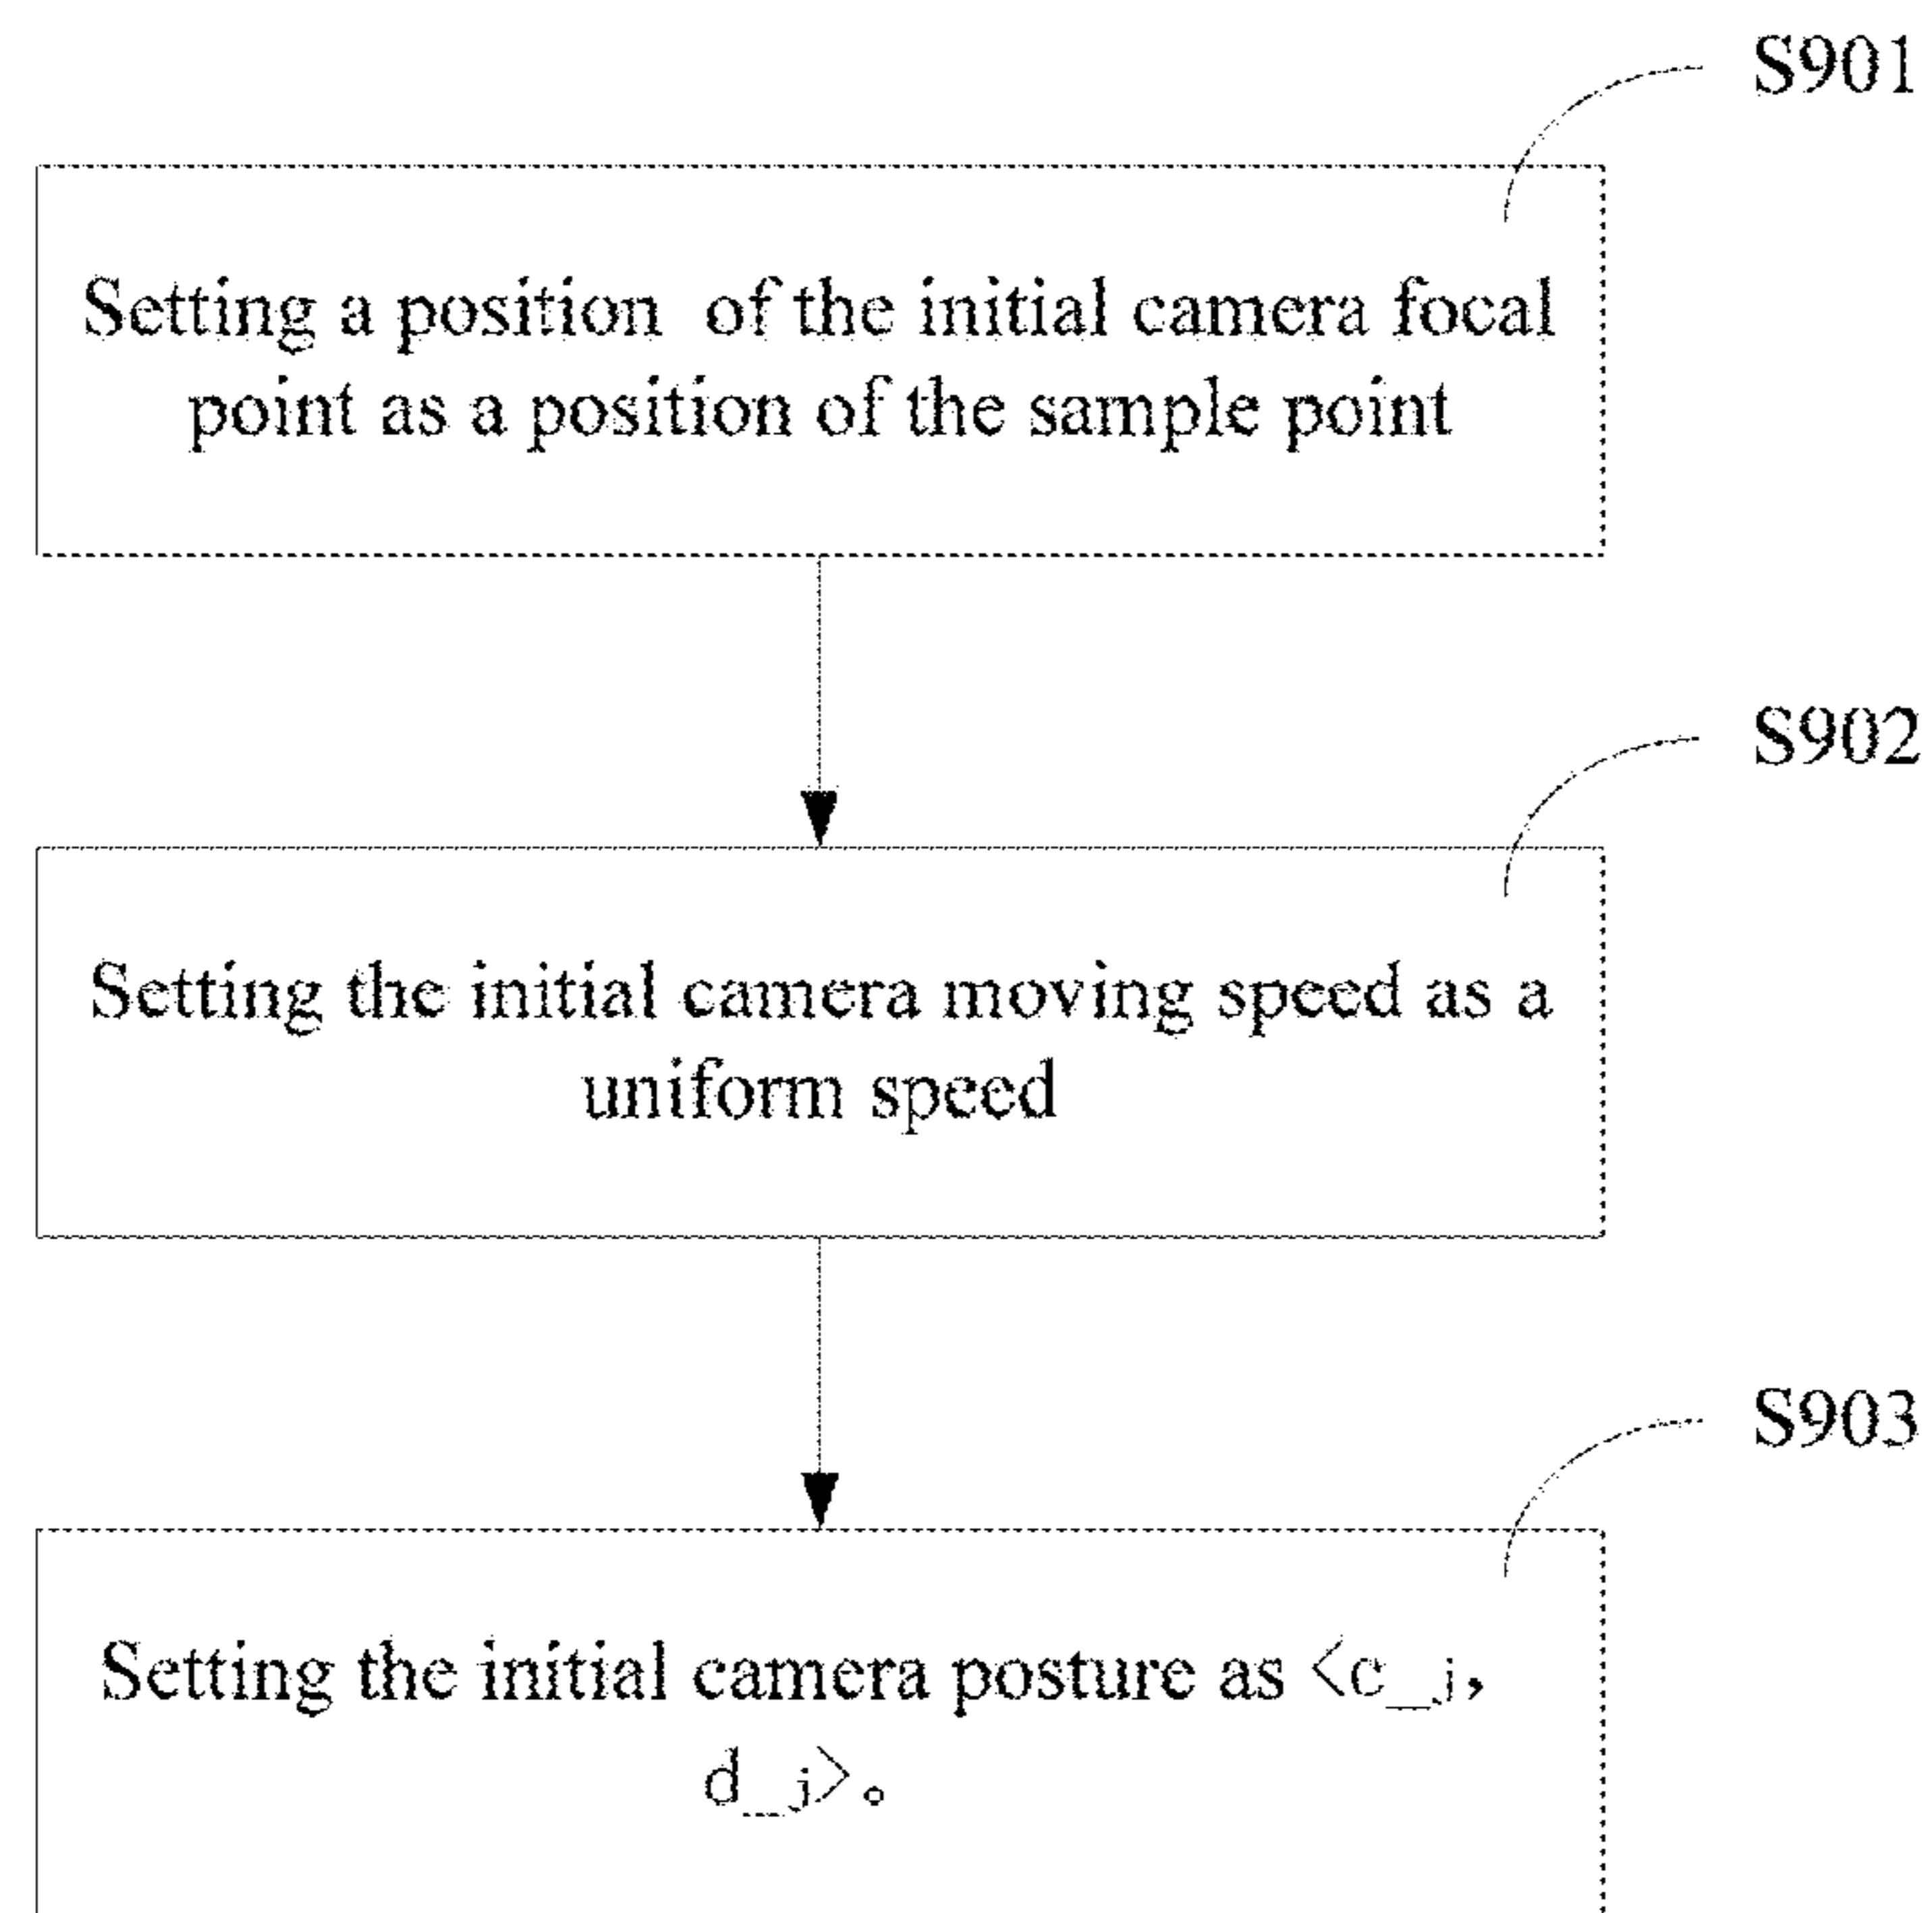 S901
Setting a position of the initial camera focal
point as a position of the sample point
S902
Setting the initial camera moving speed as a
uniform speed
S903
Setting the initial camera posture as <c_j,
d_j>。